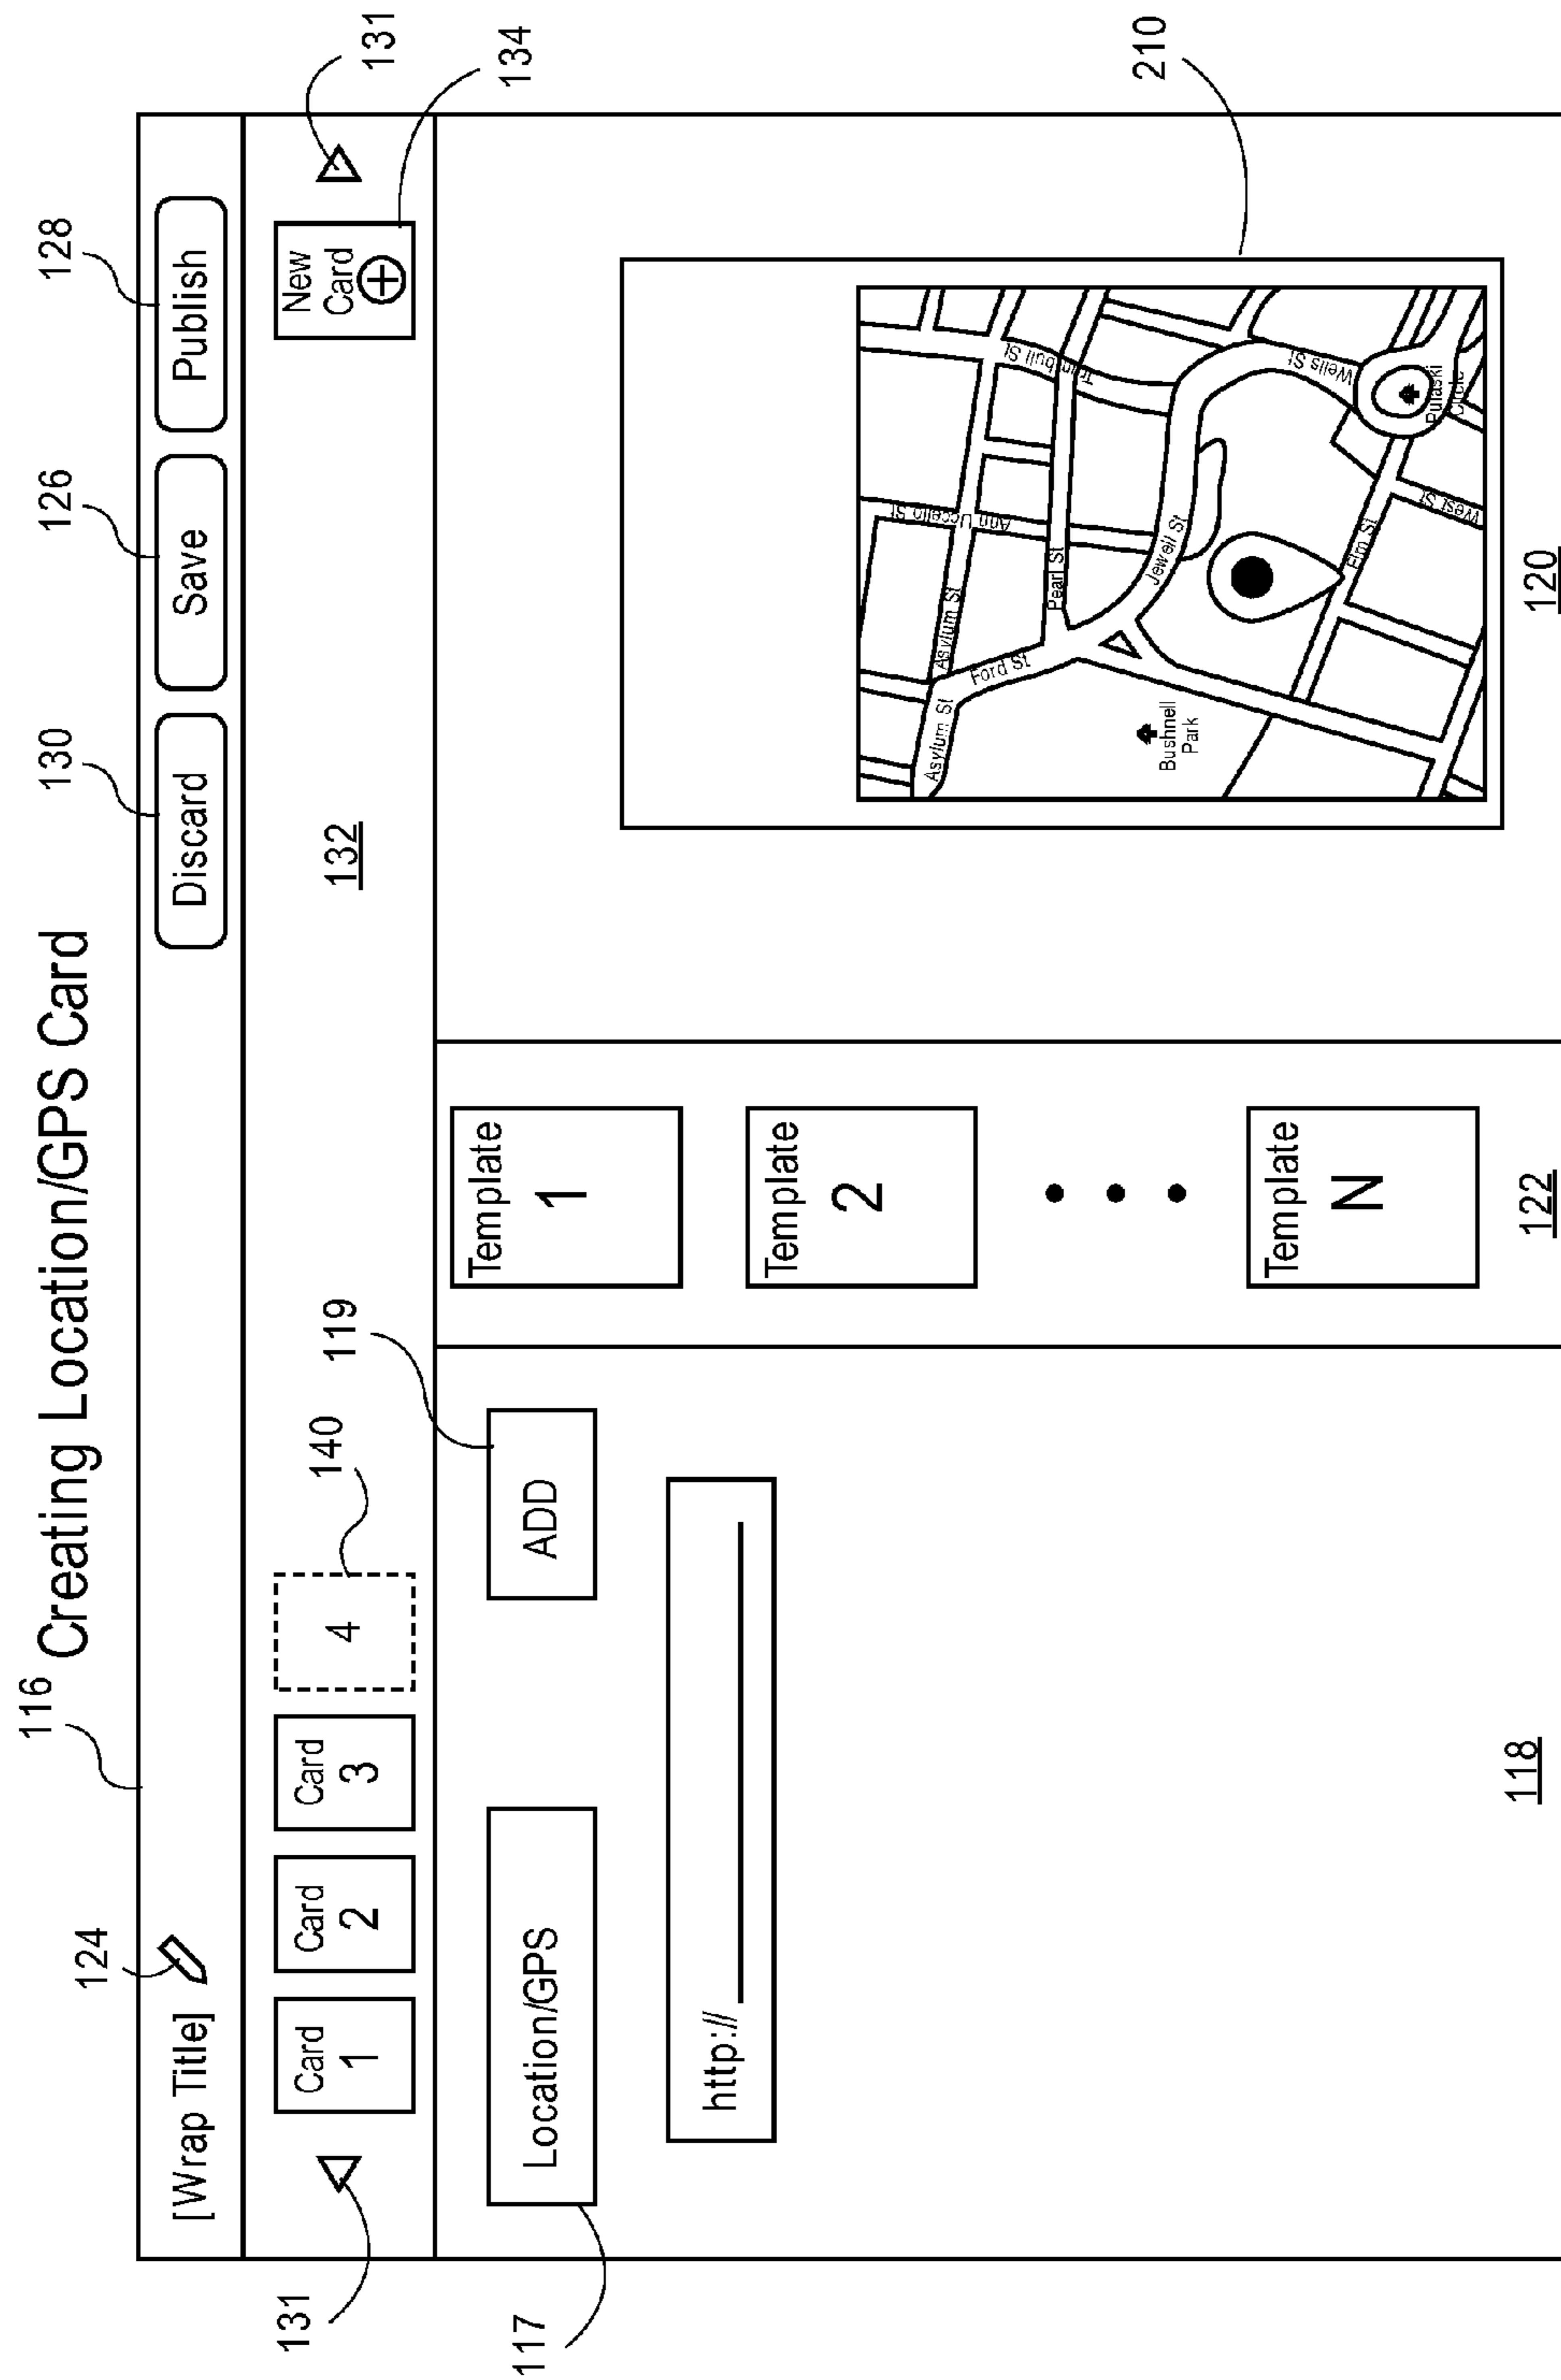 Creating Location/GPS Card
116
124
130
126
128
[Wrap Title]
Discard
Save
Publish
131
Card
1
Card
2
Card
3
4
140
119
132
New
Card
131
134
117
Location/GPS
ADD
http://
Template
1
Template
2
Template
N
210
Asylum St
Asylum St
Ann Uccello St
Trumbull St
Ford St
Pearl St
Jewell St
Wells St
Bushnell
Park
Elm St
West St
Pulaski
Circle
118
122
120